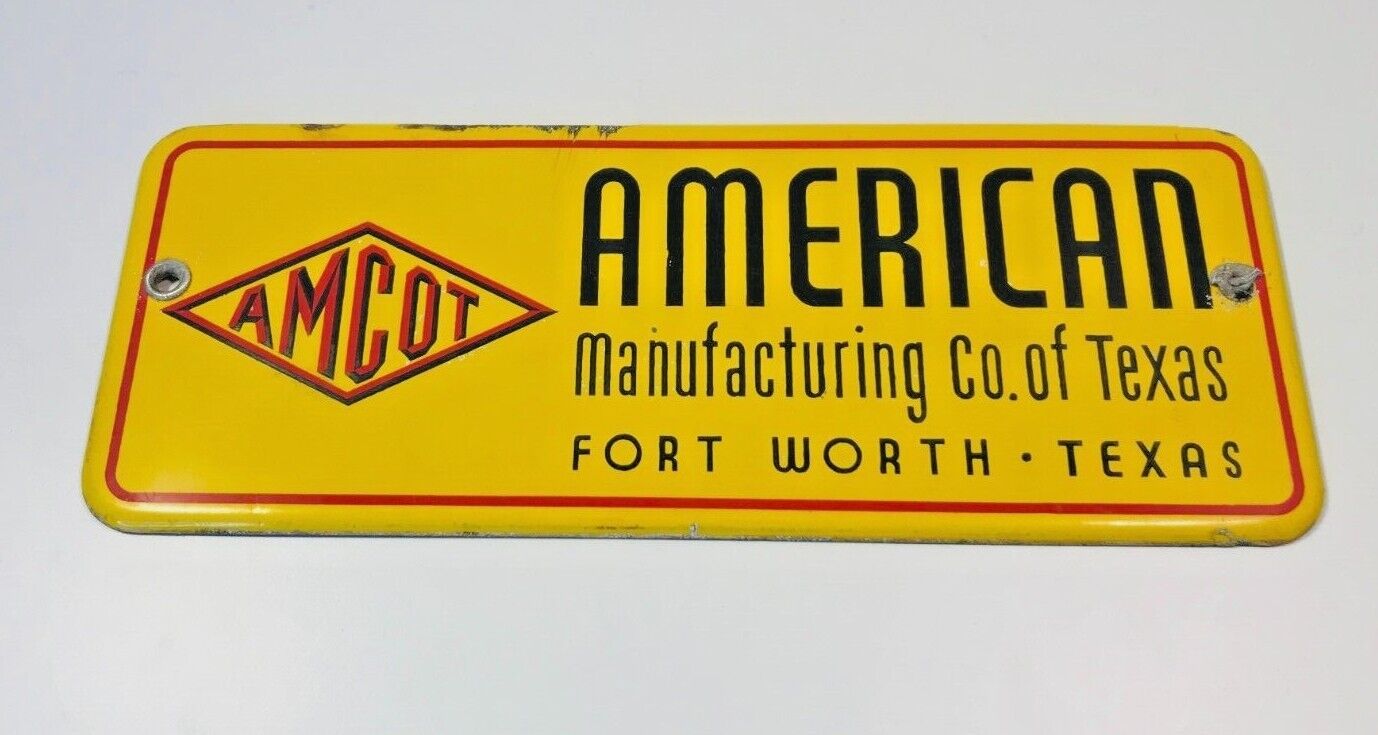 AMCOT
AMERICAN
Manufacturing Co. of Texas
FORT WORTH · TEXAS